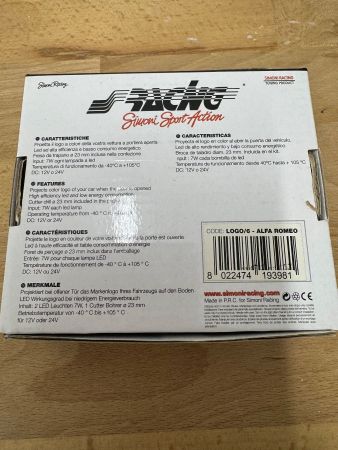 Simoni Racing
RACING
Simoni Sport-Action
SIMONI RACING
TUNING PRODUCT
CARATTERISTICHE
Proietta il logo a colori della vostra vettura a portiera aperta.
Led ad alta efficienza e basso consumo energetico.
Fresa da trapano ø 23 mm inclusa nella confezione
Input: 7W ogni lampada a led
Temperatura di funzionamento da -40°C a +105°C
DC: 12V o 24V
FEATURES
Projects color logo of your car when the door is opened
High efficiency led and low energy consumption.
Cutter drill ø 23 mm included in the package
Input: 7W each led lamp
Operating temperature from -40 °C to
DC: 12V or 24V
CARACTÉRISTIQUES
Projette le logo en couleur de votre voiture la porte est ouverte
Led à haute efficacité et faible consommation d'énergie
Foret de parapet ø 23 mm inclus dans l'emballage
Entrée: 7W pour chaque lampe LED
Température de fonctionnement de -40 ° C à + 105 ° C
DC: 12V ou 24V
MERKMALE
Projektiert bei offener Tür das Markenlogo Ihres Fahrzeugs auf den Boden
LED Wirkungsgrad bei niedrigem Energieverbrauch
Inhalt: 2 LED Leuchten 7W, 1 Cutter Bohrer ø 23 mm
Betriebstemperatur von -40 ° C bis +105 ° C
für 12V oder 24V
CARACTERISTICAS
Proyecta el logo en color al abrir la puerta del vehículo.
Led de alto rendimiento y bajo consumo energético.
Broca de taladro diam. 23 mm. Incluida en el kit.
Input : 7W cada bombilla de led
Temperatura de funcionamiento desde 40°C hasta + 105 °C
DC: 12V o 24V
CODE: LOGO/6 - ALFA ROMEO
8 022474 193981
www.simoniracing.com
Made in P.R.C. for Simoni Racing